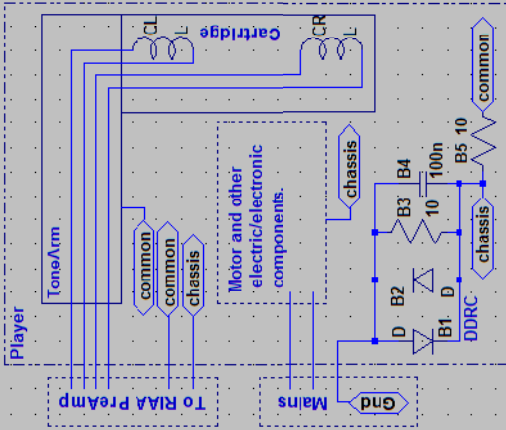 Player
ToneArm
Cartridge
CL
L
CR
L
common
common
chassis
Motor and other
electric/electronic
components.
chassis
common
B5 10
chassis
B4
100n
B3
10
B2
D
D
B1
DDRC
To RIAA PreAmp
Mains
Gnd